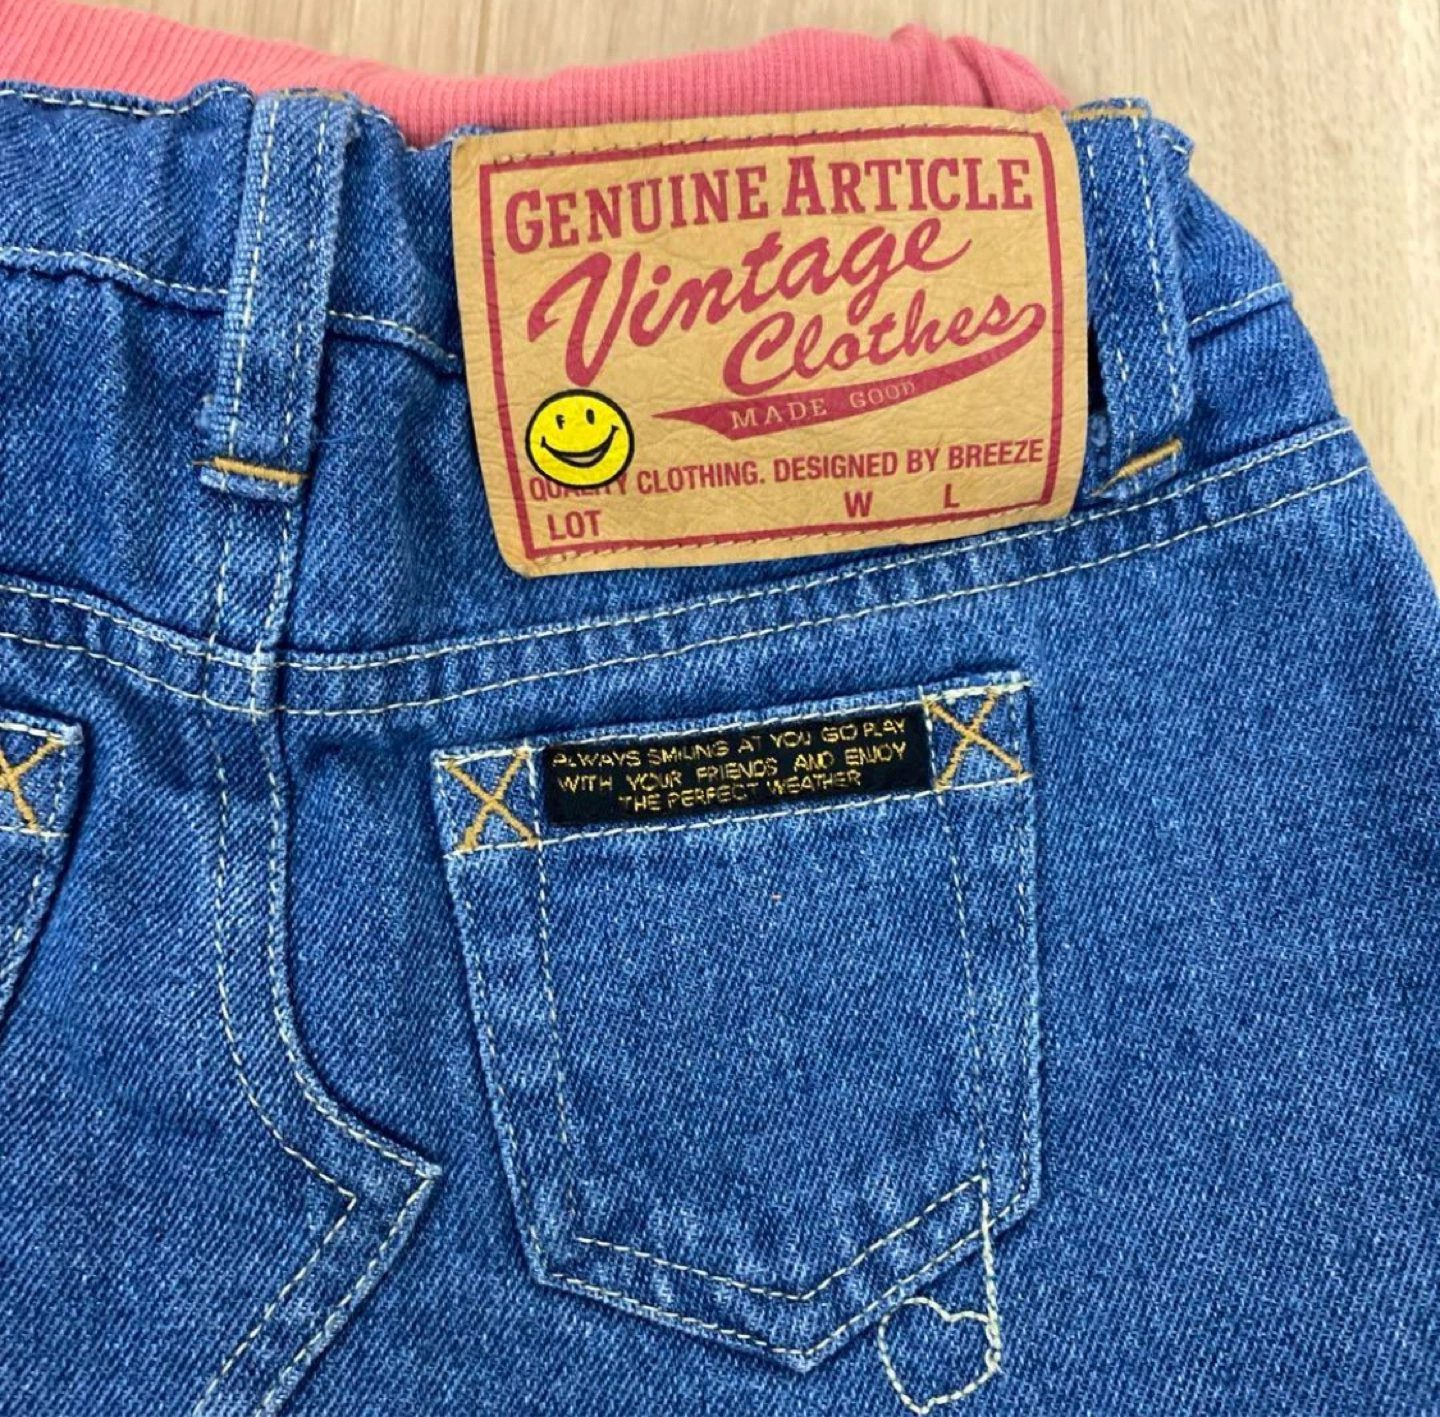 GENUINE ARTICLE
Vintage
Clothes
MADE GOOD
QUALITY CLOTHING. DESIGNED BY BREEZE
LOT W L
ALWAYS SMILING AT YOU GO PLAY
WITH YOUR FRIENDS AND ENJOY
THE PERFECT WEATHER